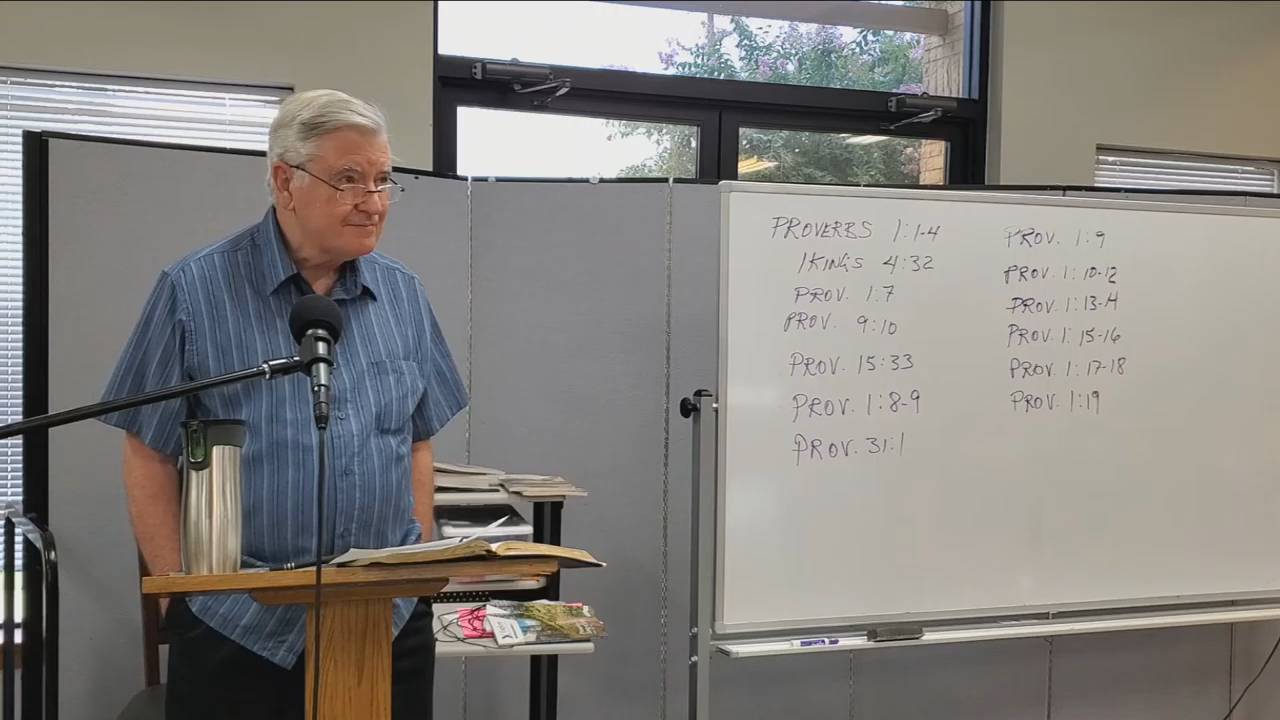 PROVERBS 1:1-4
1KINGS 4:32
PROV. 1:7
PROV. 9:10
PROV. 15:33
PROV. 1:8-9
PROV. 31:1
PROV. 1:9
PROV. 1:10-12
PROV. 1:13-14
PROV. 1:15-16
PROV. 1:17-18
PROV. 1:19